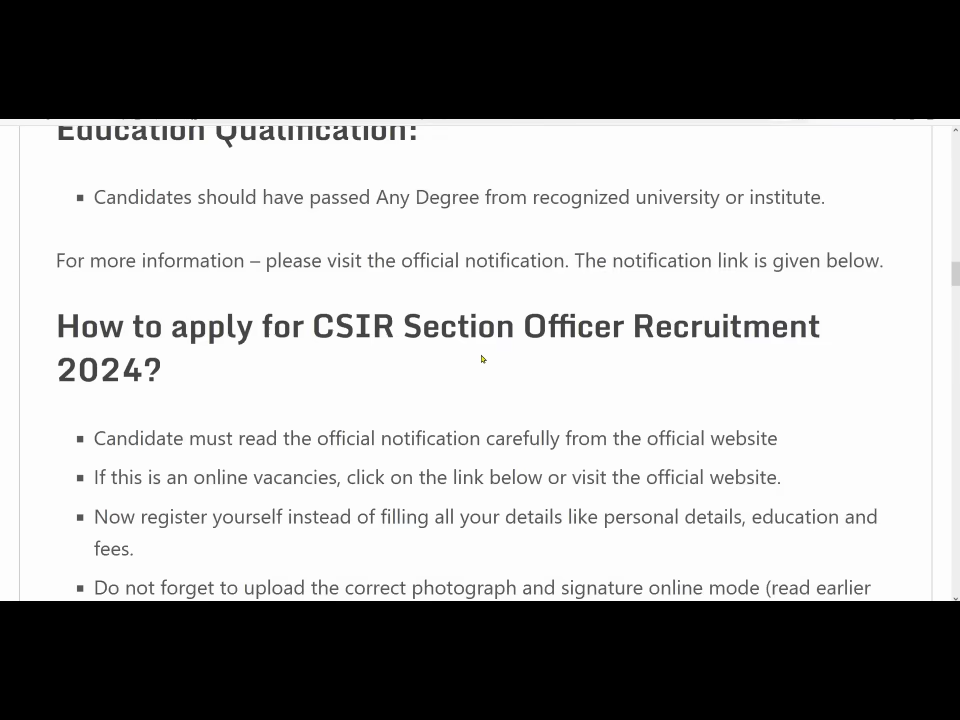 Education Qualification:
▪ Candidates should have passed Any Degree from recognized university or institute.
For more information – please visit the official notification. The notification link is given below.
How to apply for CSIR Section Officer Recruitment
2024?
▪ Candidate must read the official notification carefully from the official website
▪ If this is an online vacancies, click on the link below or visit the official website.
▪ Now register yourself instead of filling all your details like personal details, education and
fees.
▪ Do not forget to upload the correct photograph and signature online mode (read earlier